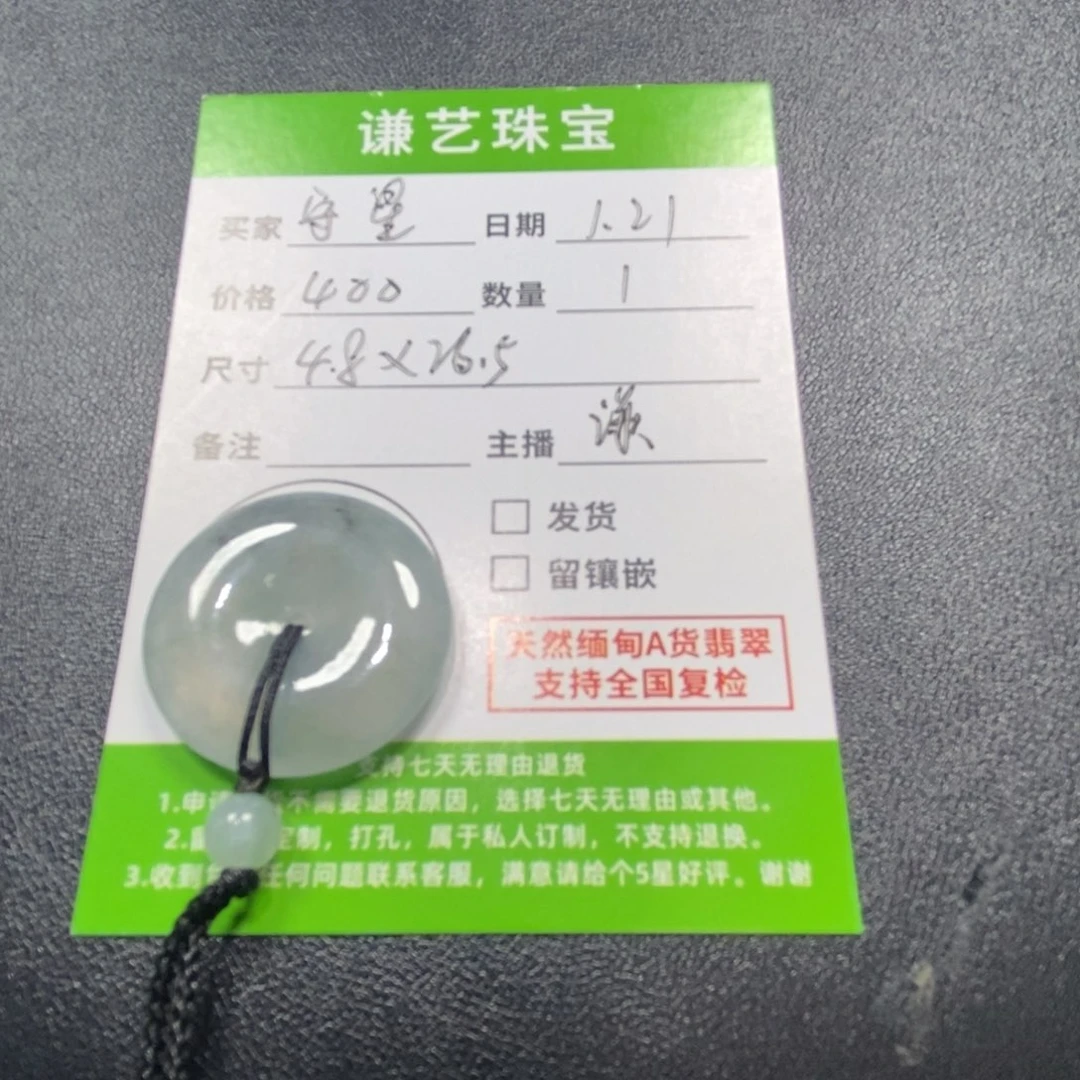 谦艺珠宝
买家 守望 日期 1.21
价格 400 数量 1
尺寸 4.8×26.5
备注 主播
发货
留镶嵌
天然缅甸A货翡翠
支持全国复检
支持七天无理由退货
1.申 不需要退货原因，选择七天无理由或其他。
2.留 定制，打孔，属于私人订制，不支持退换。
3.收到 任何问题联系客服，满意请给个5星好评。谢谢